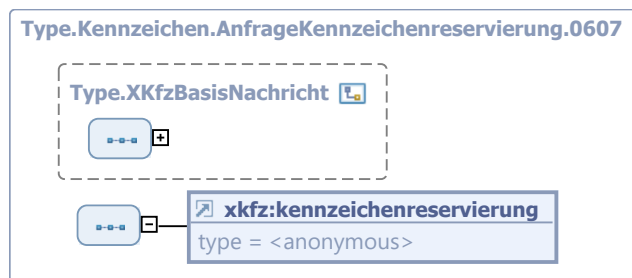 Type.Kennzeichen.AnfrageKennzeichenreservierung.0607
Type.XKfzBasisNachricht
xkfz:kennzeichenreservierung
type = <anonymous>